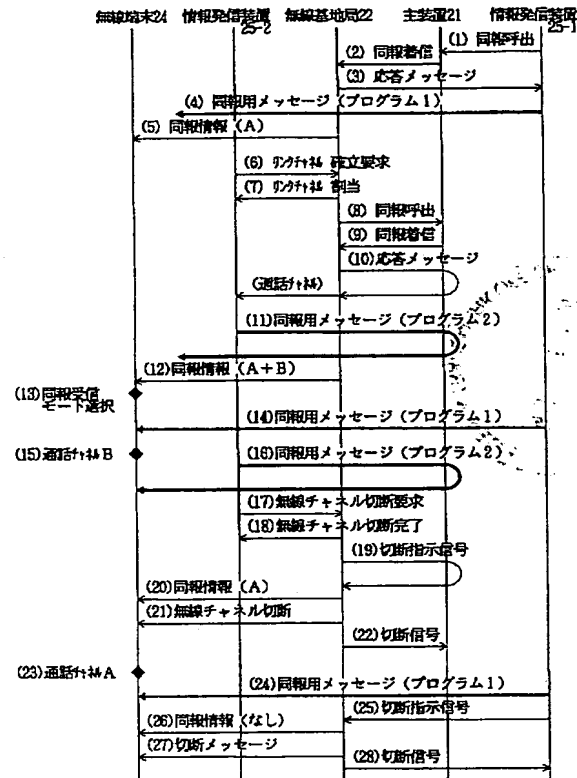 無線端末24 情報発信装置 無線基地局22 主装置21 情報発信装置
25-2 25-1
(1) 同報呼出
(2) 同報着信
(3) 応答メッセージ
(4) 同報用メッセージ (プログラム1)
(5) 同報情報 (A)
(6) リンクチャネル 確立要求
(7) リンクチャネル 割当
(8) 同報呼出
(9) 同報着信
(10)応答メッセージ
(通話チャネル)
(11)同報用メッセージ (プログラム2)
(12)同報情報 (A+B)
(13)同報受信
モード選択
(14)同報用メッセージ (プログラム1)
(15)通話チャネルB
(16)同報用メッセージ (プログラム2)
(17)無線チャネル切断要求
(18)無線チャネル切断完了
(19)切断指示信号
(20)同報情報 (A)
(21)無線チャネル切断
(22)切断信号
(23)通話チャネルA
(24)同報用メッセージ (プログラム1)
(25)切断指示信号
(26)同報情報 (なし)
(27)切断メッセージ
(28)切断信号